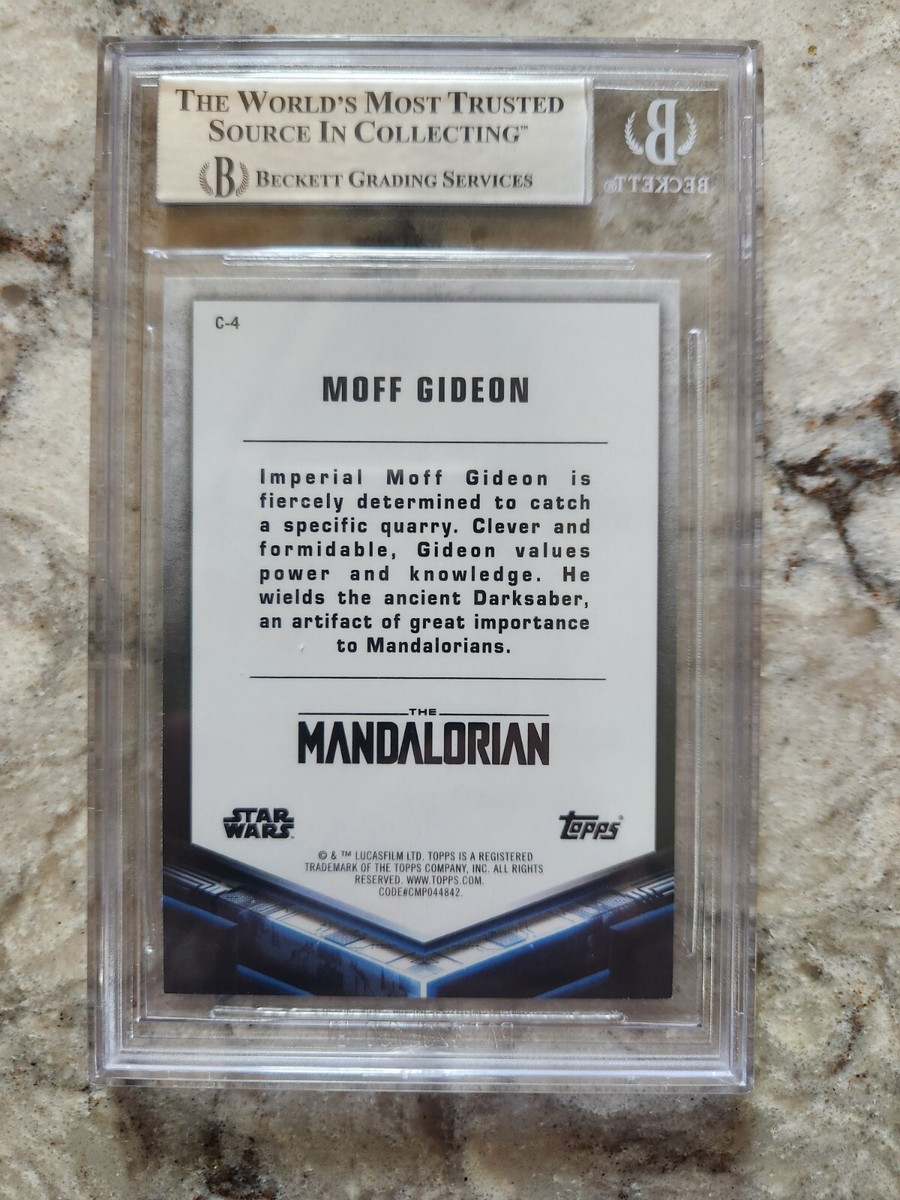 THE WORLD'S MOST TRUSTED
SOURCE IN COLLECTING™
B BECKETT GRADING SERVICES
B
BECKETT®
C-4
MOFF GIDEON
Imperial Moff Gideon is
fiercely determined to catch
a specific quarry. Clever and
formidable, Gideon values
power and knowledge. He
wields the ancient Darksaber,
an artifact of great importance
to Mandalorians.
THE
MANDALORIAN
STAR
WARS
topps®
© & ™ LUCASFILM LTD. TOPPS IS A REGISTERED
TRADEMARK OF THE TOPPS COMPANY, INC. ALL RIGHTS
RESERVED. WWW.TOPPS.COM.
CODE#CMP044842.